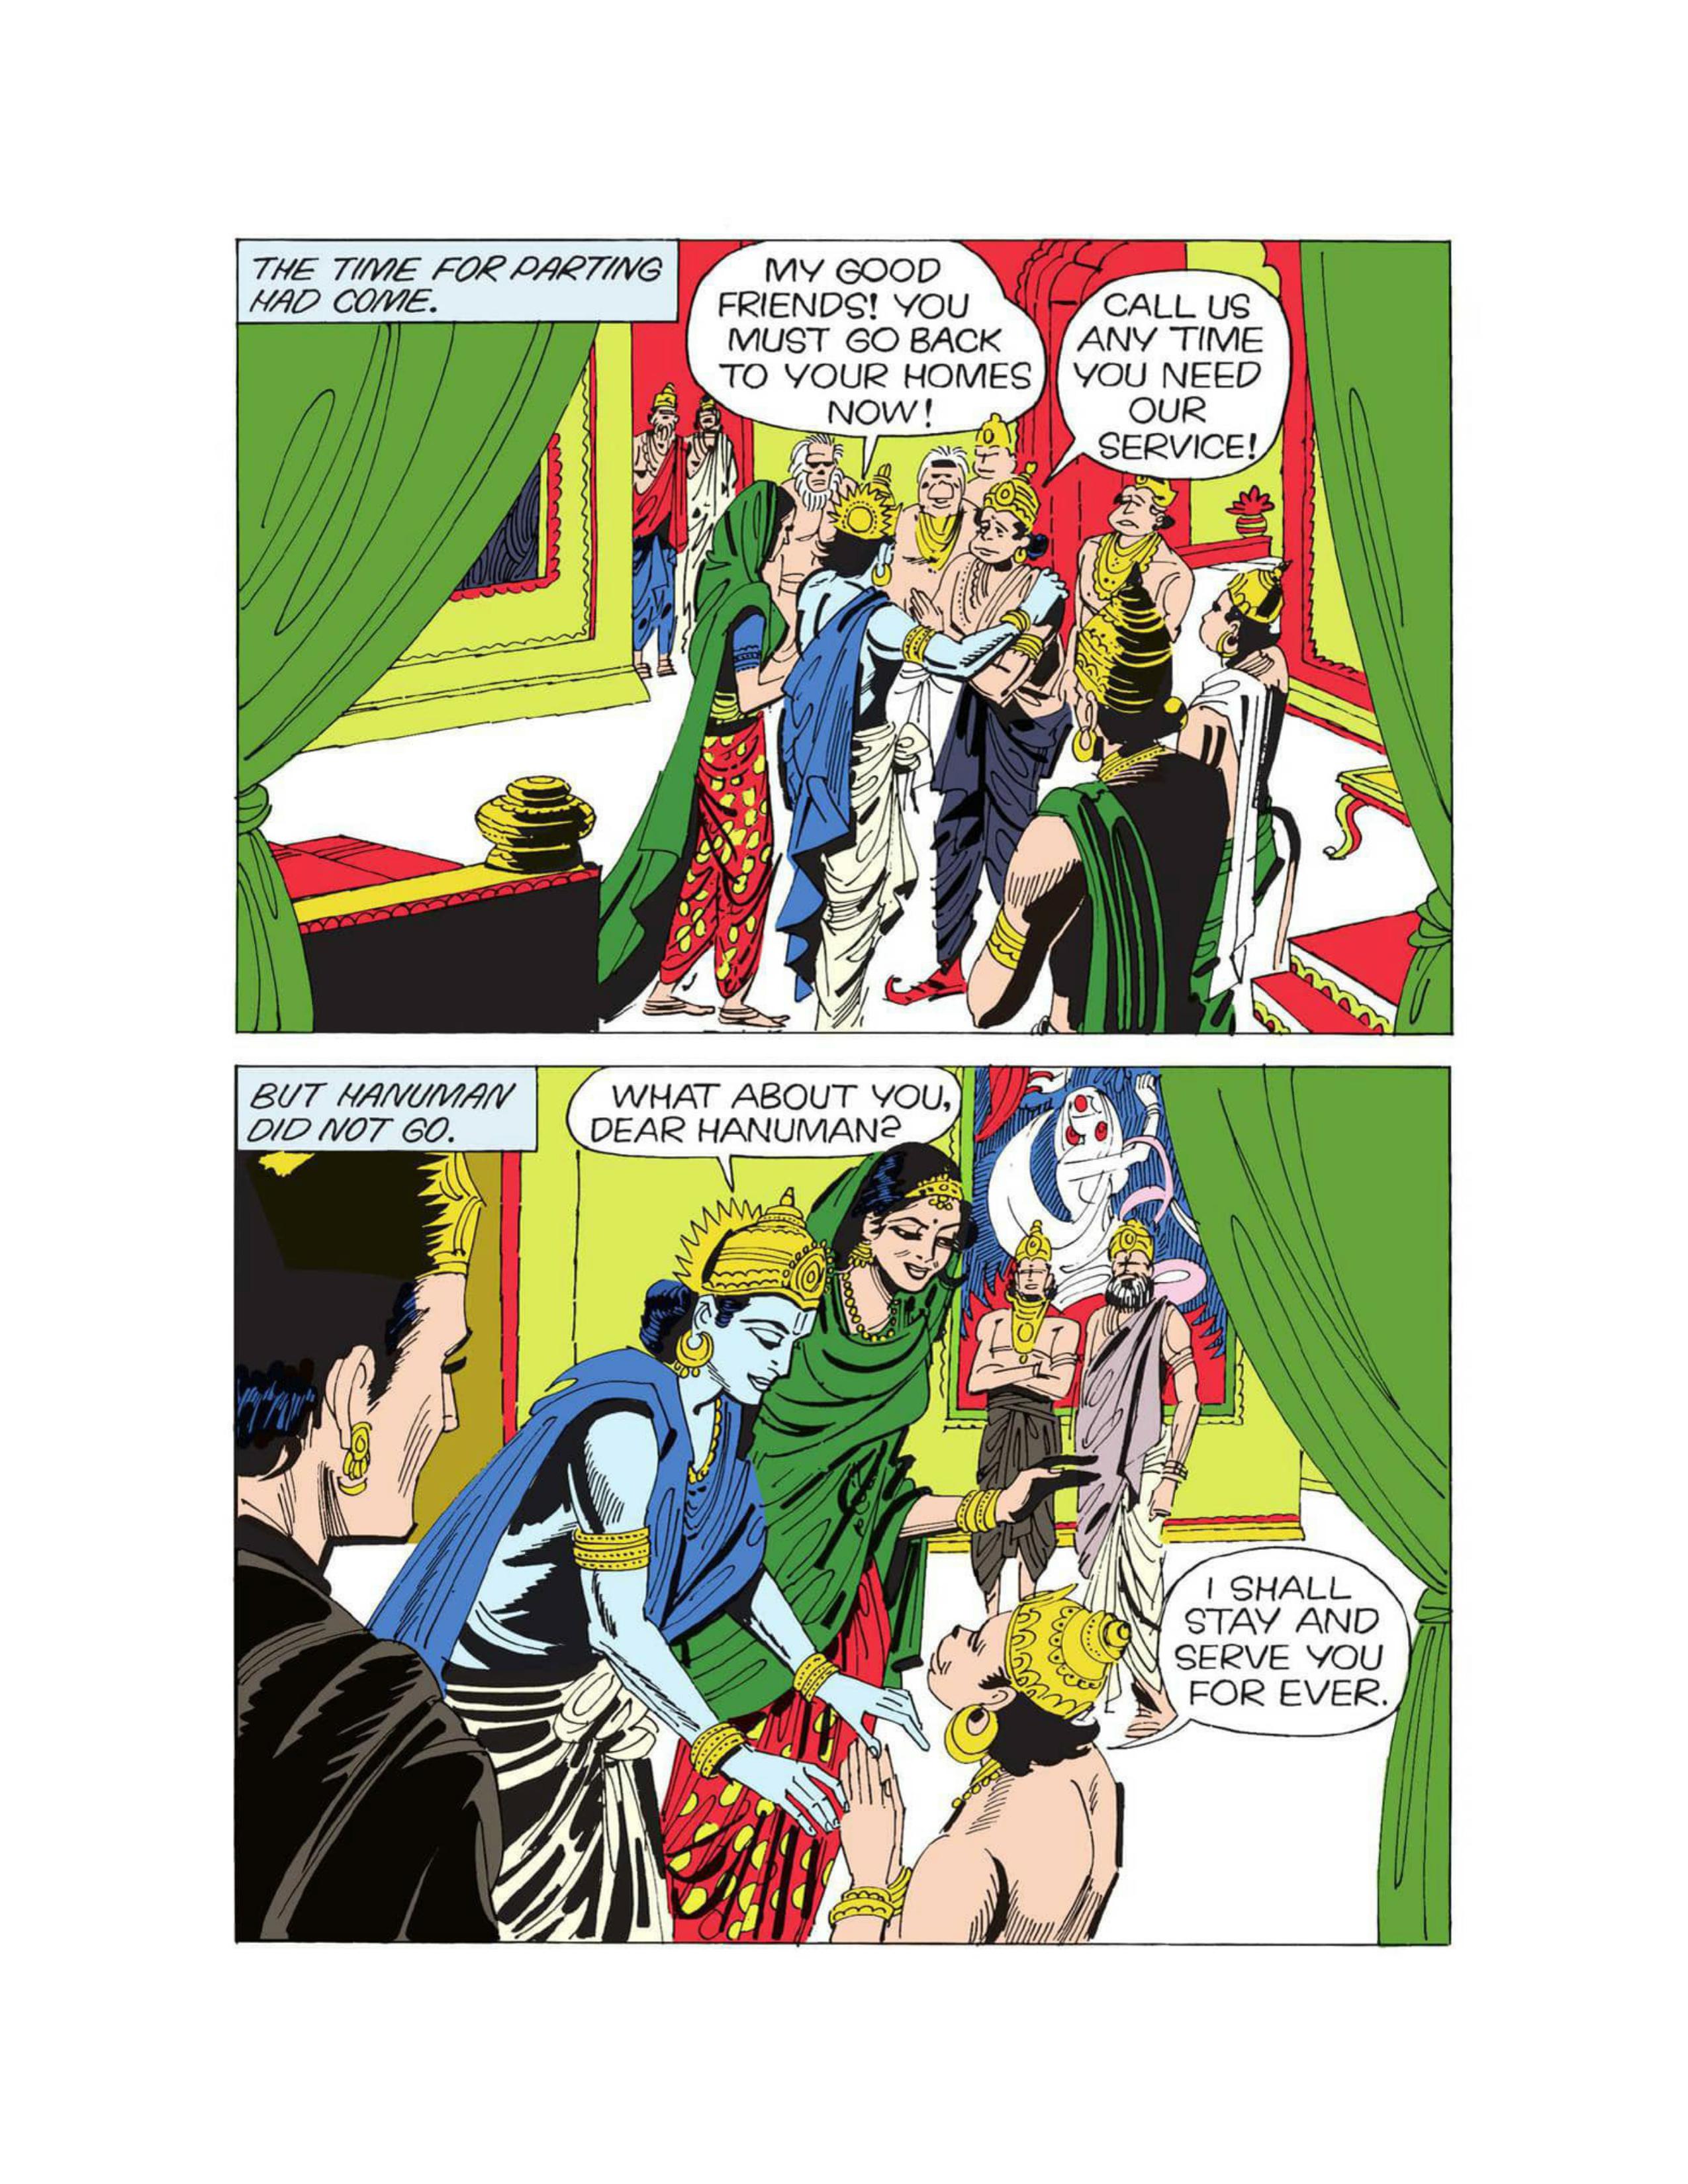 THE TIME FOR PARTING
HAD COME.
MY GOOD
FRIENDS! YOU
MUST GO BACK
TO YOUR HOMES
NOW!
CALL US
ANY TIME
YOU NEED
OUR
SERVICE!
BUT HANUMAN
DID NOT GO.
WHAT ABOUT YOU,
DEAR HANUMAN?
I SHALL
STAY AND
SERVE YOU
FOR EVER.